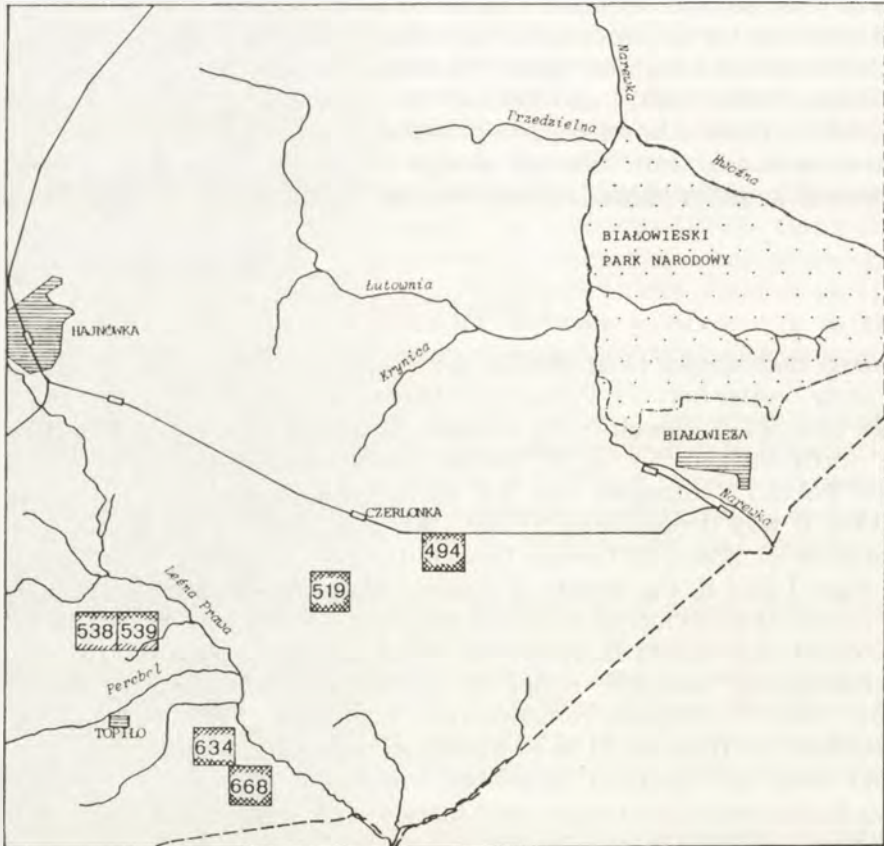 Narewka
Przedzielna
Hwoźna
BIAŁOWIESKI
PARK NARODOWY
Łutownia
HAJNÓWKA
Krynica
BIAŁOWIEŻA
Narewka
CZERLONKA
494
519
Leśna Prawa
538 539
Perebel
TOPIŁO
634
668